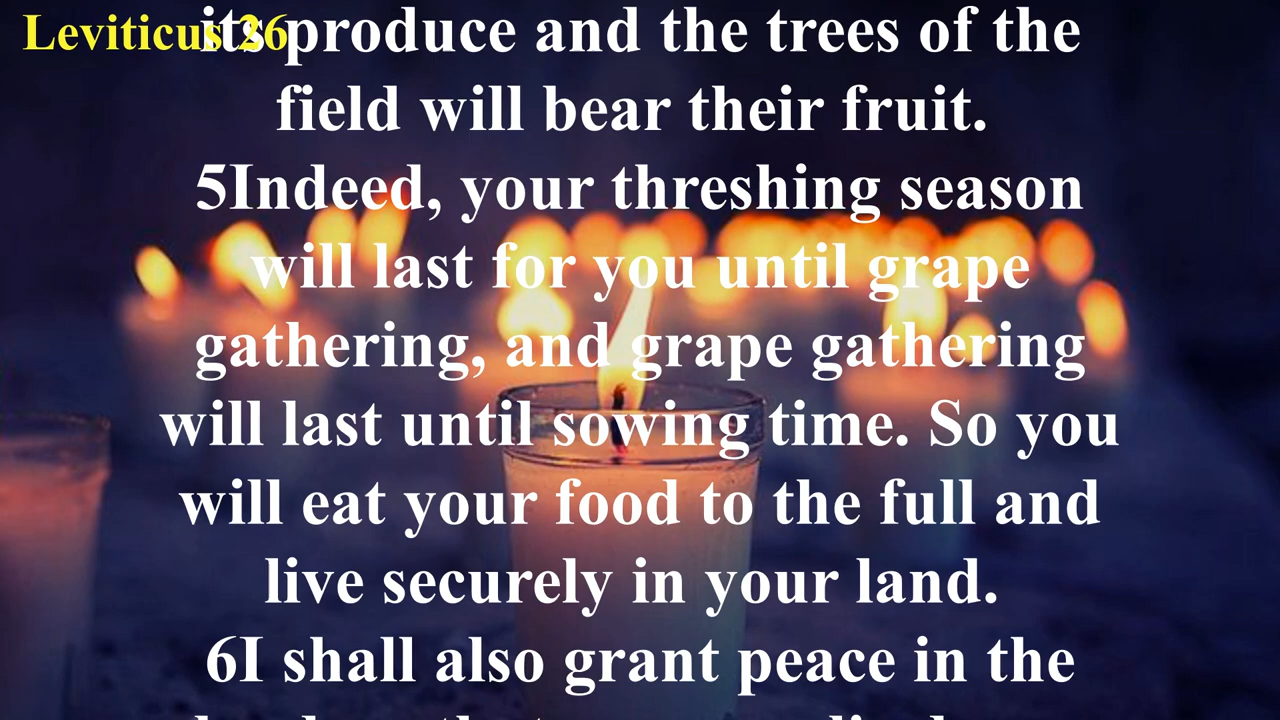 Leviticus 26
its produce and the trees of the
field will bear their fruit.
5Indeed, your threshing season
will last for you until grape
gathering, and grape gathering
will last until sowing time. So you
will eat your food to the full and
live securely in your land.
6I shall also grant peace in the